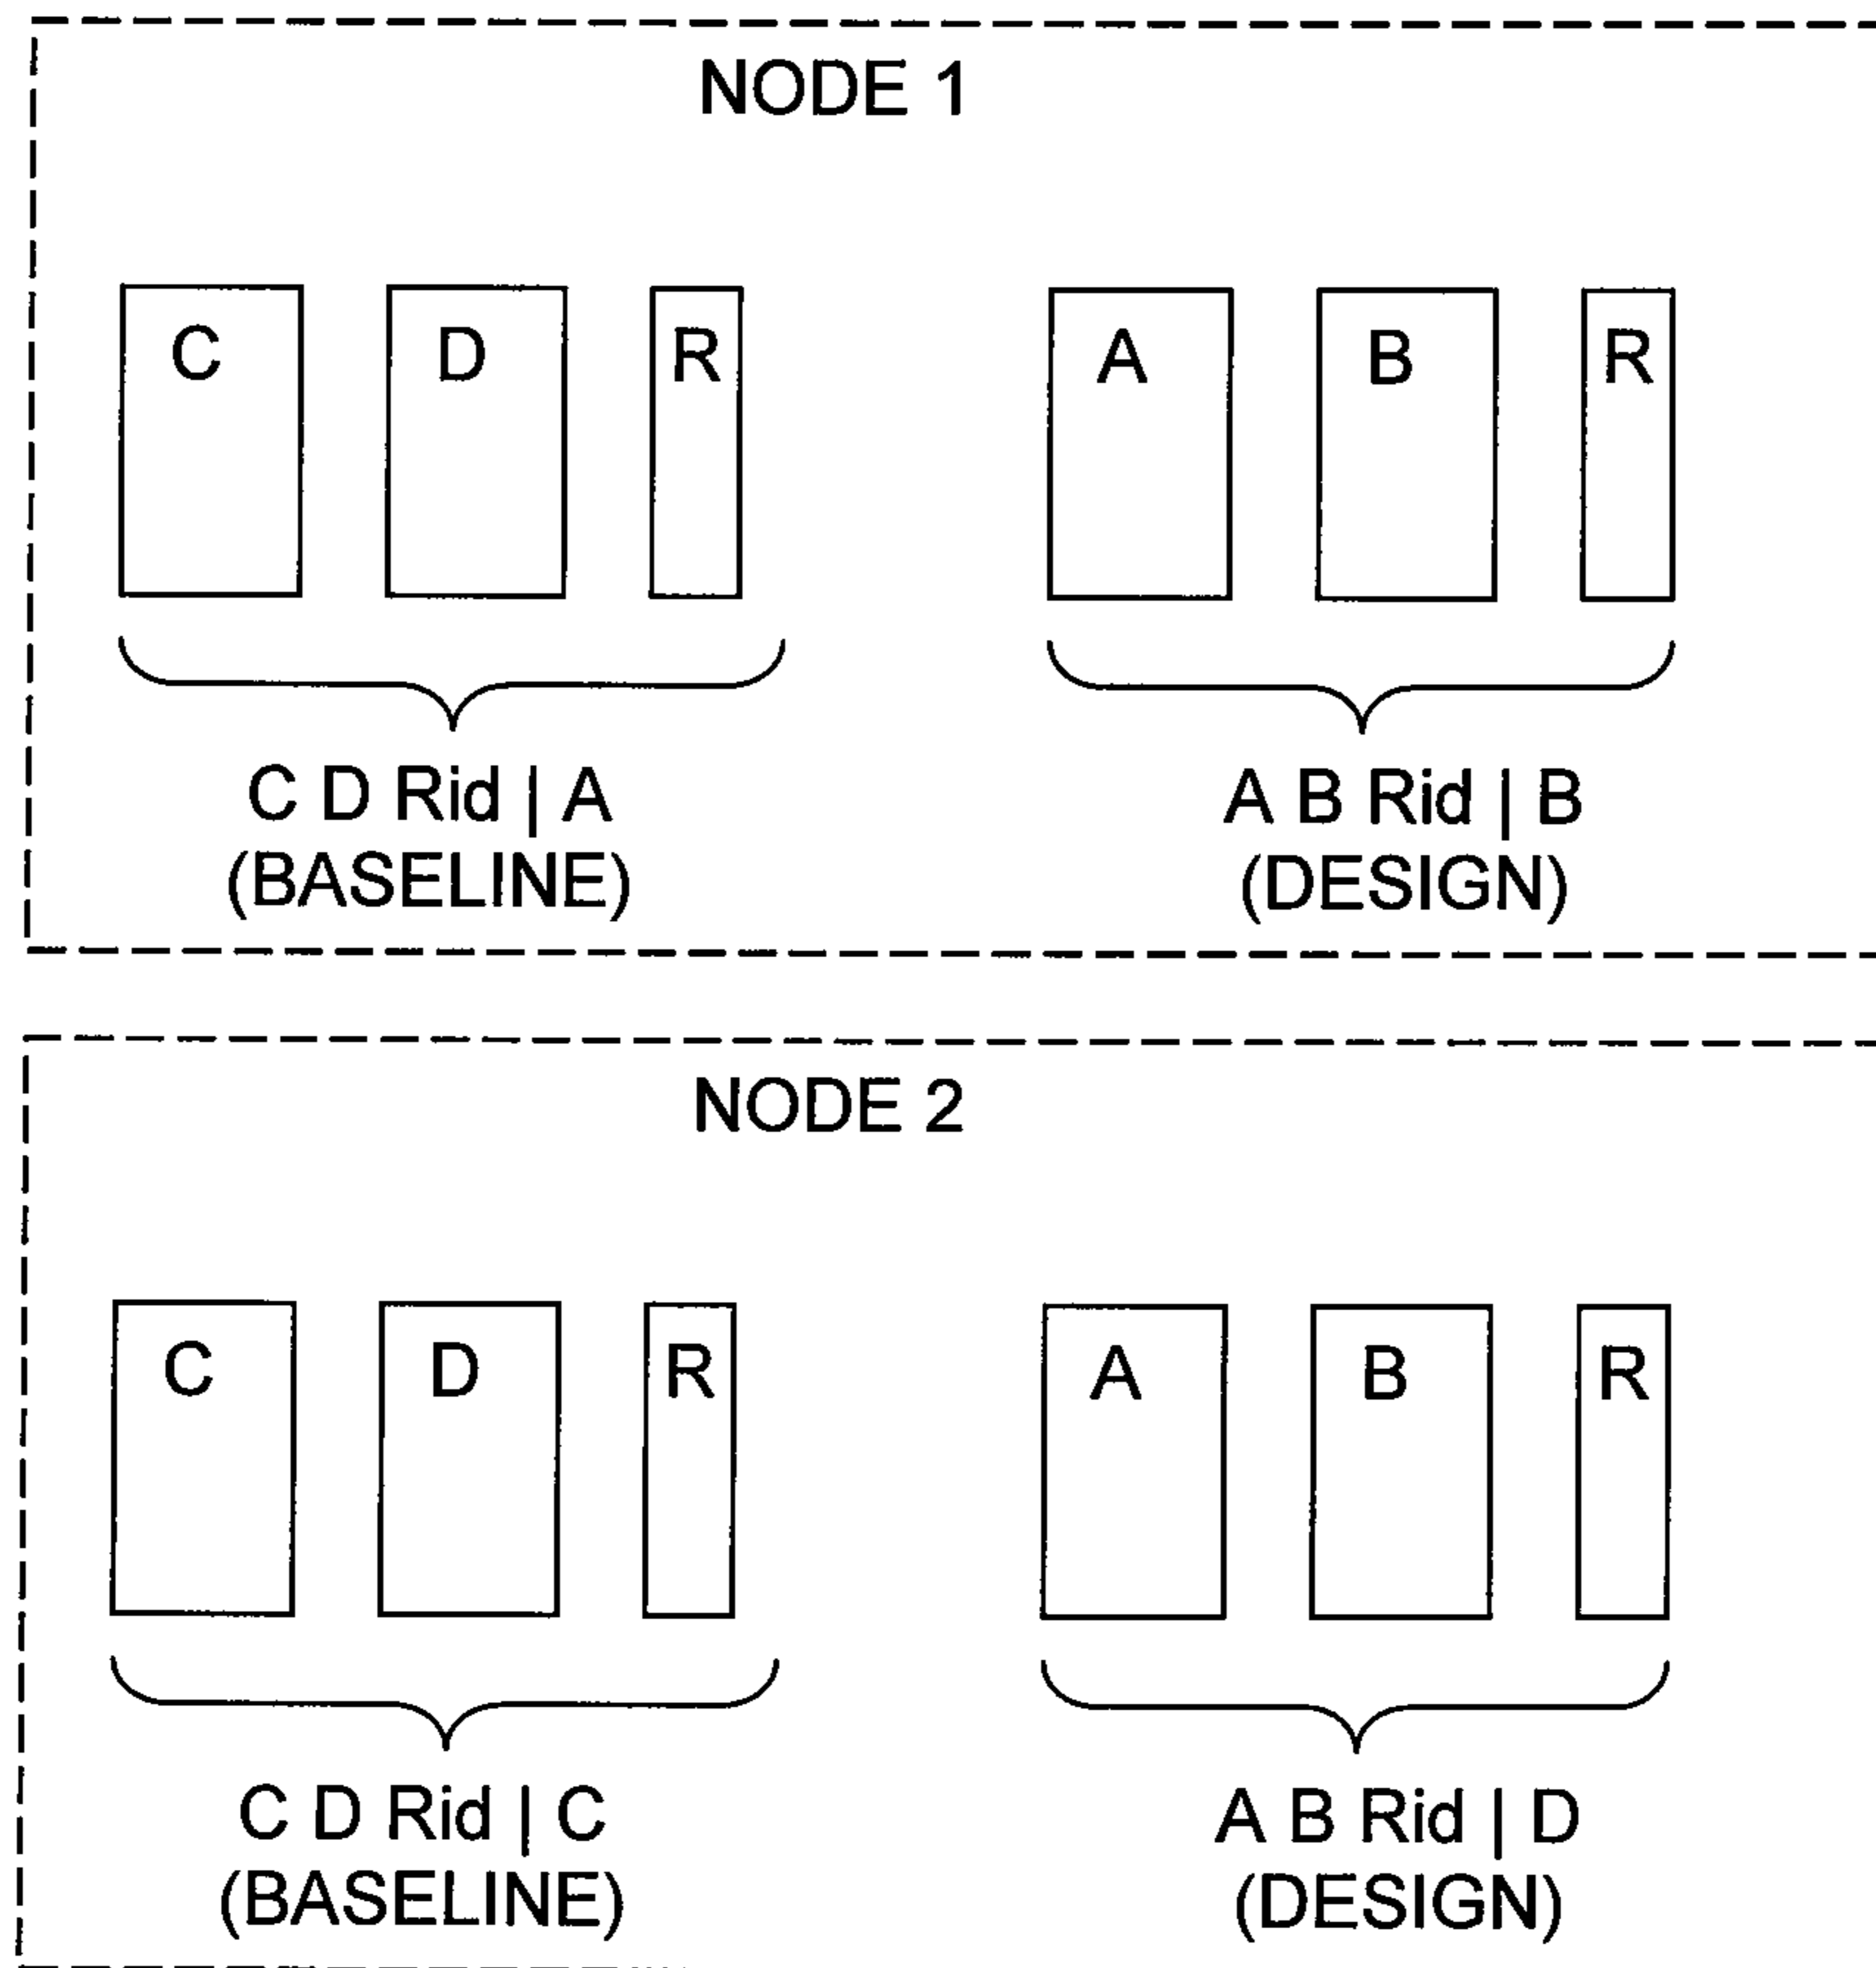 NODE 1
C D R A B R
C D Rid | A
(BASELINE)
A B Rid | B
(DESIGN)
NODE 2
C D R A B R
C D Rid | C
(BASELINE)
A B Rid | D
(DESIGN)